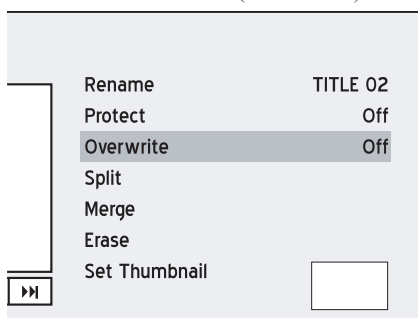 Rename TITLE 02
Protect Off
Overwrite Off
Split
Merge
Erase
Set Thumbnail